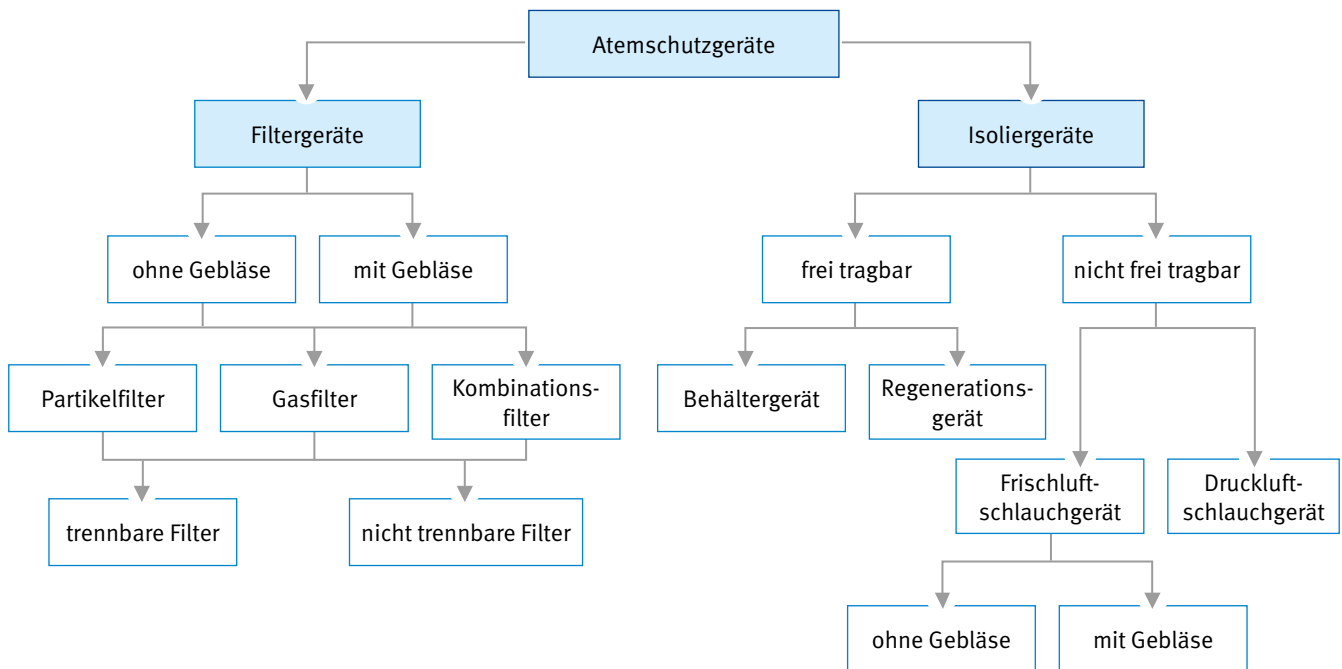 Atemschutzgeräte
Filtergeräte
Isoliergeräte
ohne Gebläse
mit Gebläse
frei tragbar
nicht frei tragbar
Partikelfilter
Gasfilter
Kombinations-
filter
Behältergerät
Regenerations-
gerät
Frischluft-
schlauchgerät
Druckluft-
schlauchgerät
trennbare Filter
nicht trennbare Filter
ohne Gebläse
mit Gebläse